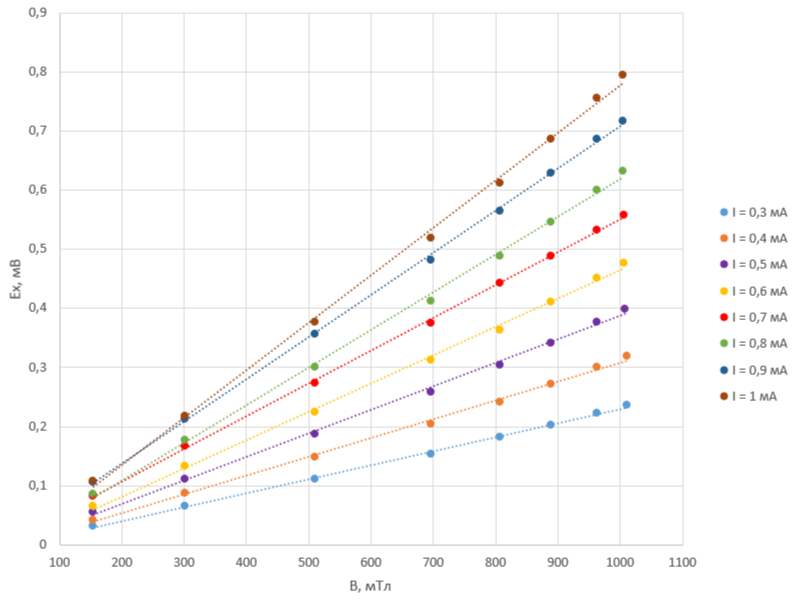 0,9
0,8
0,7
0,6
0,5
0,4
0,3
0,2
0,1
0
Ex, мВ
100 200 300 400 500 600 700 800 900 1000 1100
B, мТл
I = 0,3 мА
I = 0,4 мА
I = 0,5 мА
I = 0,6 мА
I = 0,7 мА
I = 0,8 мА
I = 0,9 мА
I = 1 мА